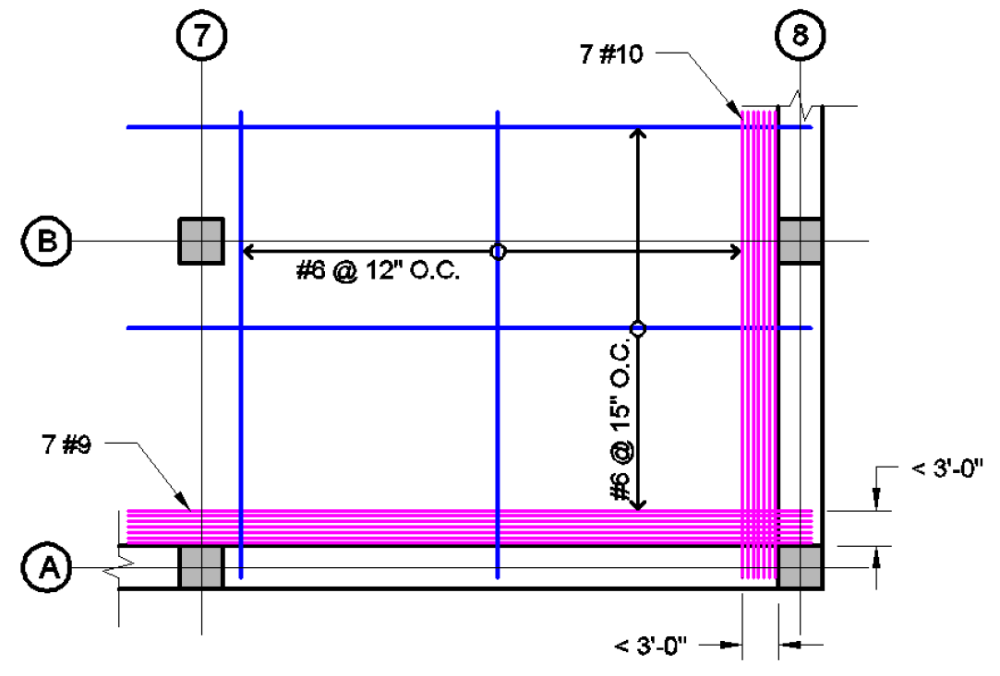 7
8
7 #10
B
#6 @ 12" O.C.
#6 @ 15" O.C.
7 #9
< 3'-0"
A
< 3'-0"